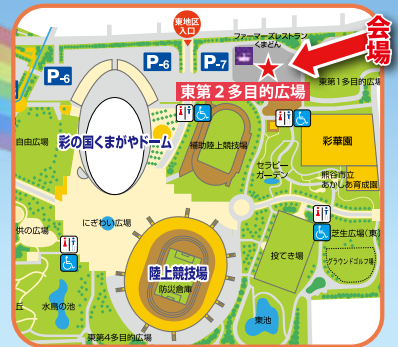 東地区
入口
ファーマーズレストラン
くまどん
会場
P-6
P-6
P-7
東第2多目的広場
東第1多目的広場
彩の国くまがやドーム
自由広場
補助陸上競技場
彩華園
セラピー
ガーデン
熊谷市立
あかしあ育成園
にぎわい広場
供の広場
芝生広場(東)
陸上競技場
防災倉庫
投てき場
グラウンドゴルフ場
丘
水鳥の池
東池
東第4多目的広場